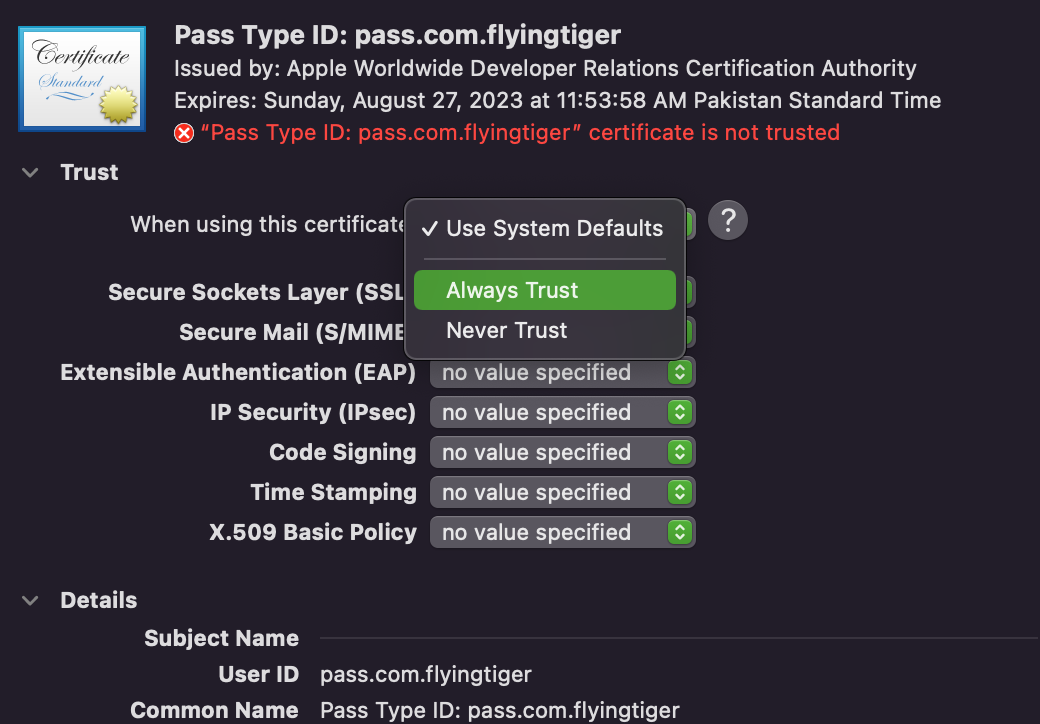 Certificate
Standard
Pass Type ID: pass.com.flyingtiger
Issued by: Apple Worldwide Developer Relations Certification Authority
Expires: Sunday, August 27, 2023 at 11:53:58 AM Pakistan Standard Time
“Pass Type ID: pass.com.flyingtiger” certificate is not trusted
Trust
When using this certificate
✓ Use System Defaults
?
Always Trust
Never Trust
Secure Sockets Layer (SSL
Secure Mail (S/MIME
Extensible Authentication (EAP) no value specified
IP Security (IPsec) no value specified
Code Signing no value specified
Time Stamping no value specified
X.509 Basic Policy no value specified
Details
Subject Name
User ID pass.com.flyingtiger
Common Name Pass Type ID: pass.com.flyingtiger